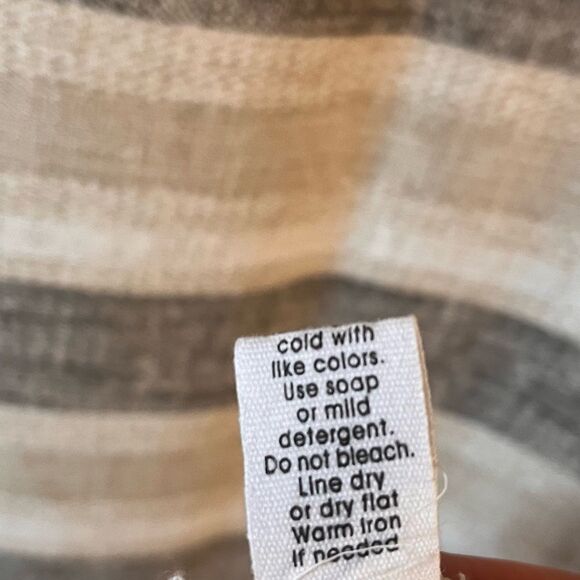 cold with
like colors.
Use soap
or mild
detergent.
Do not bleach.
Line dry
or dry flat
Warm Iron
If needed